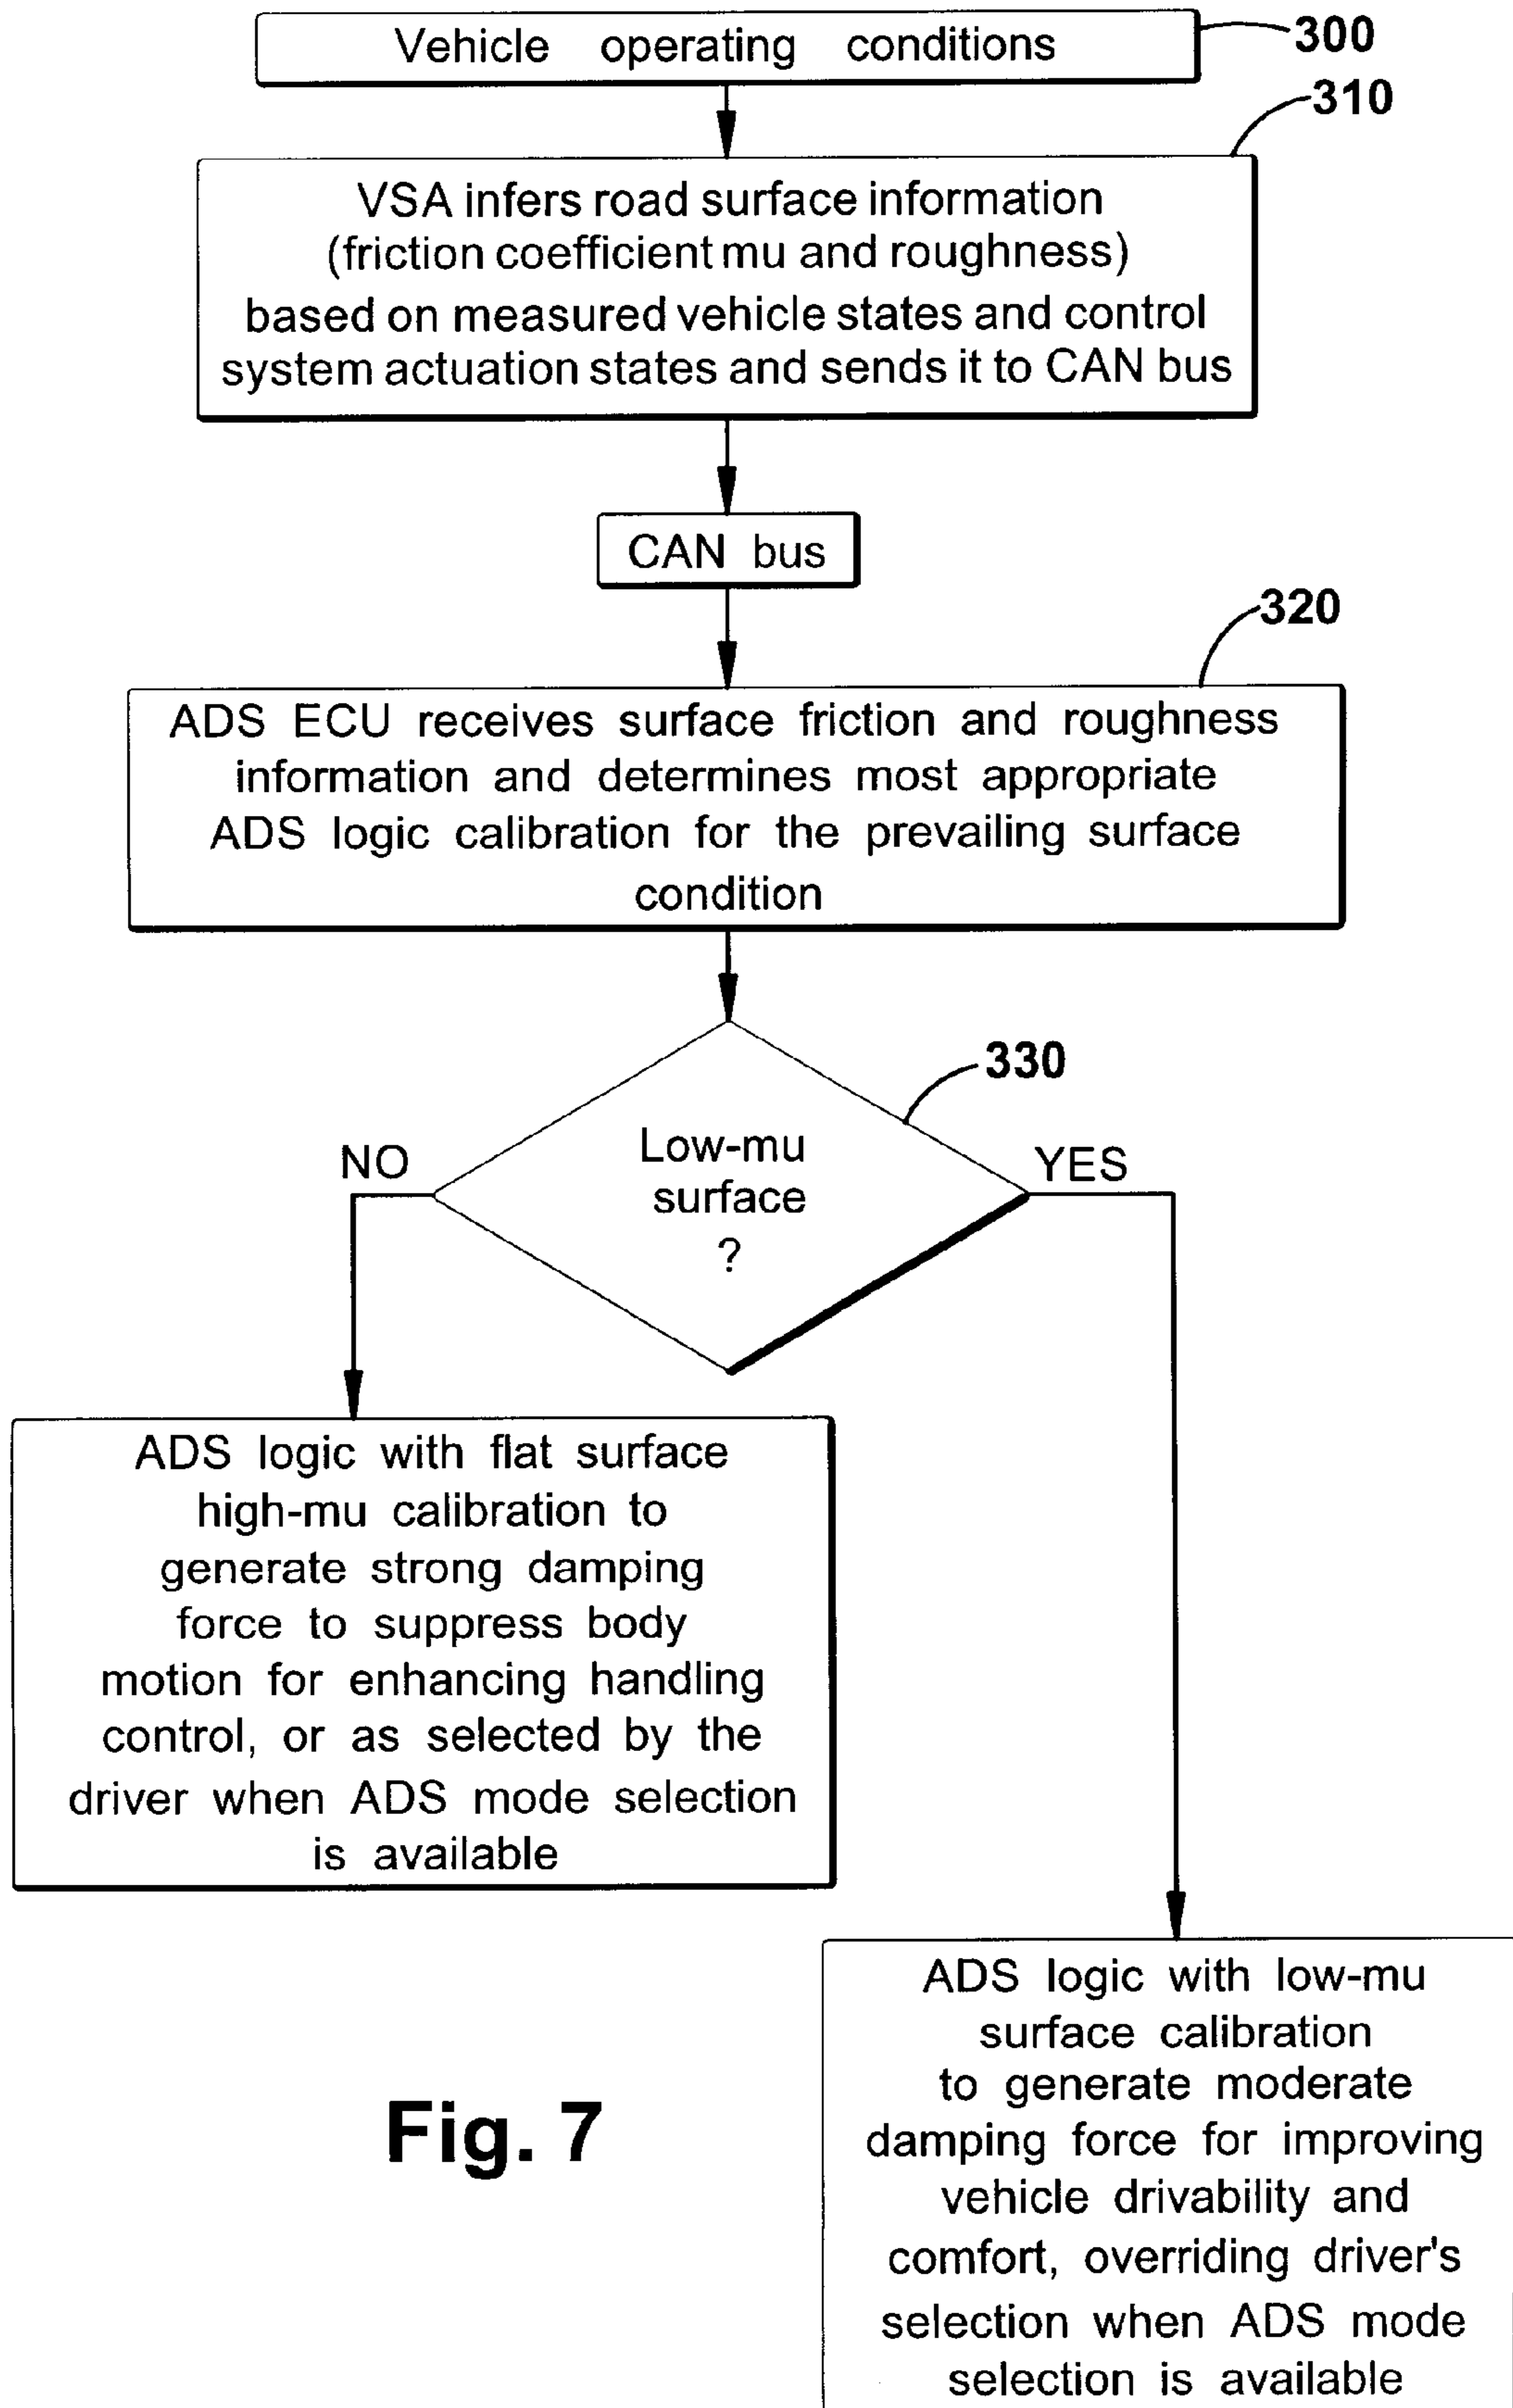 Vehicle operating conditions
300
310
VSA infers road surface information
(friction coefficient mu and roughness)
based on measured vehicle states and control
system actuation states and sends it to CAN bus
CAN bus
320
ADS ECU receives surface friction and roughness
information and determines most appropriate
ADS logic calibration for the prevailing surface
condition
330
Low-mu
surface
?
NO
YES
ADS logic with flat surface
high-mu calibration to
generate strong damping
force to suppress body
motion for enhancing handling
control, or as selected by the
driver when ADS mode selection
is available
ADS logic with low-mu
surface calibration
to generate moderate
damping force for improving
vehicle drivability and
comfort, overriding driver's
selection when ADS mode
selection is available
Fig. 7